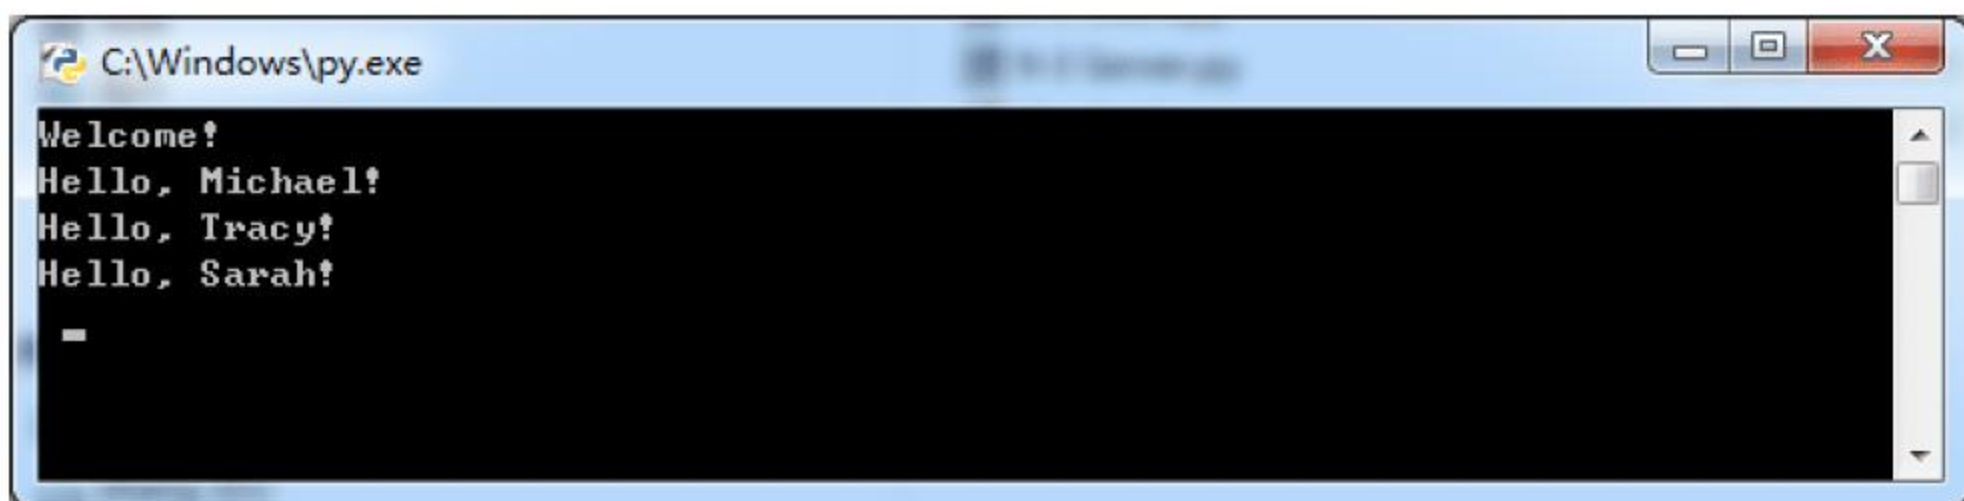 C:\Windows\py.exe
Welcome!
Hello, Michael!
Hello, Tracy!
Hello, Sarah!